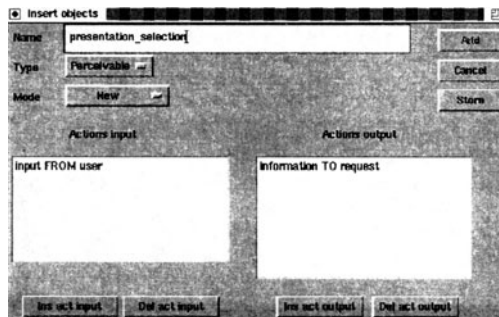 Insert objects
Name presentation_selection Add
Type Perceivable Cancel
Mode New Store
Actions input Actions output
input FROM user information TO request
Ins act input Del act input Ins act output Del act output